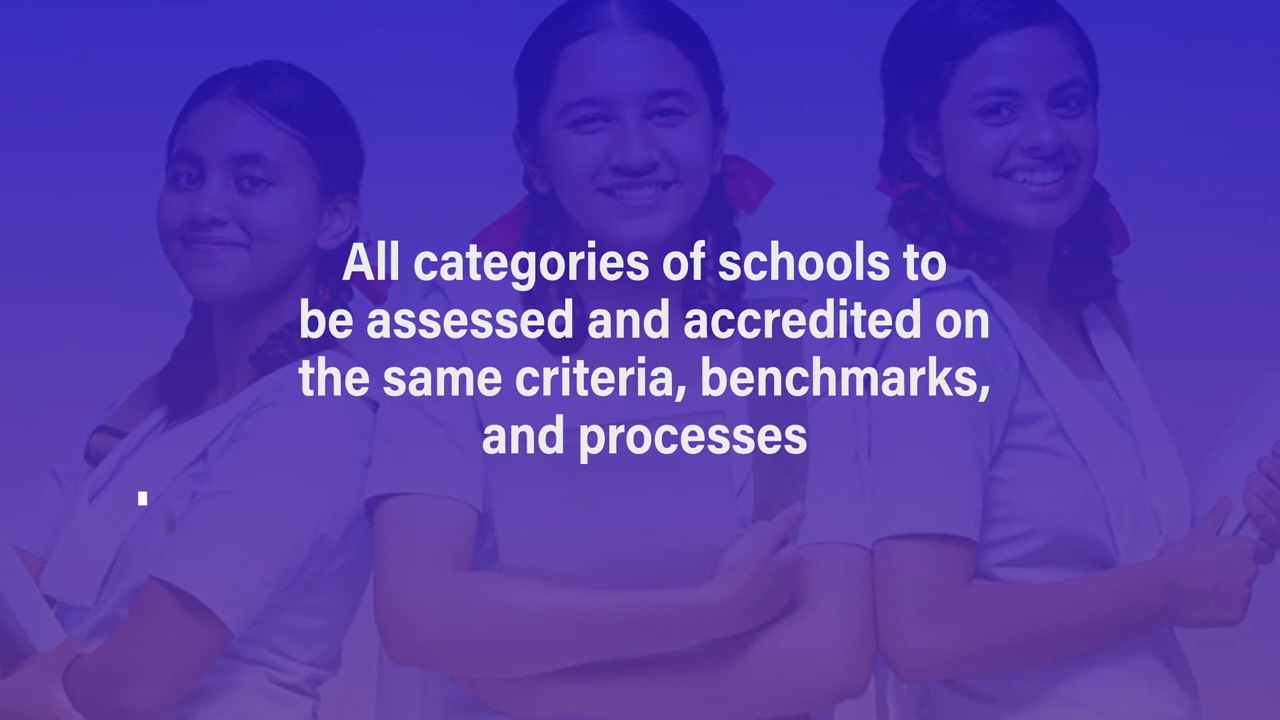 All categories of schools to
be assessed and accredited on
the same criteria, benchmarks,
and processes